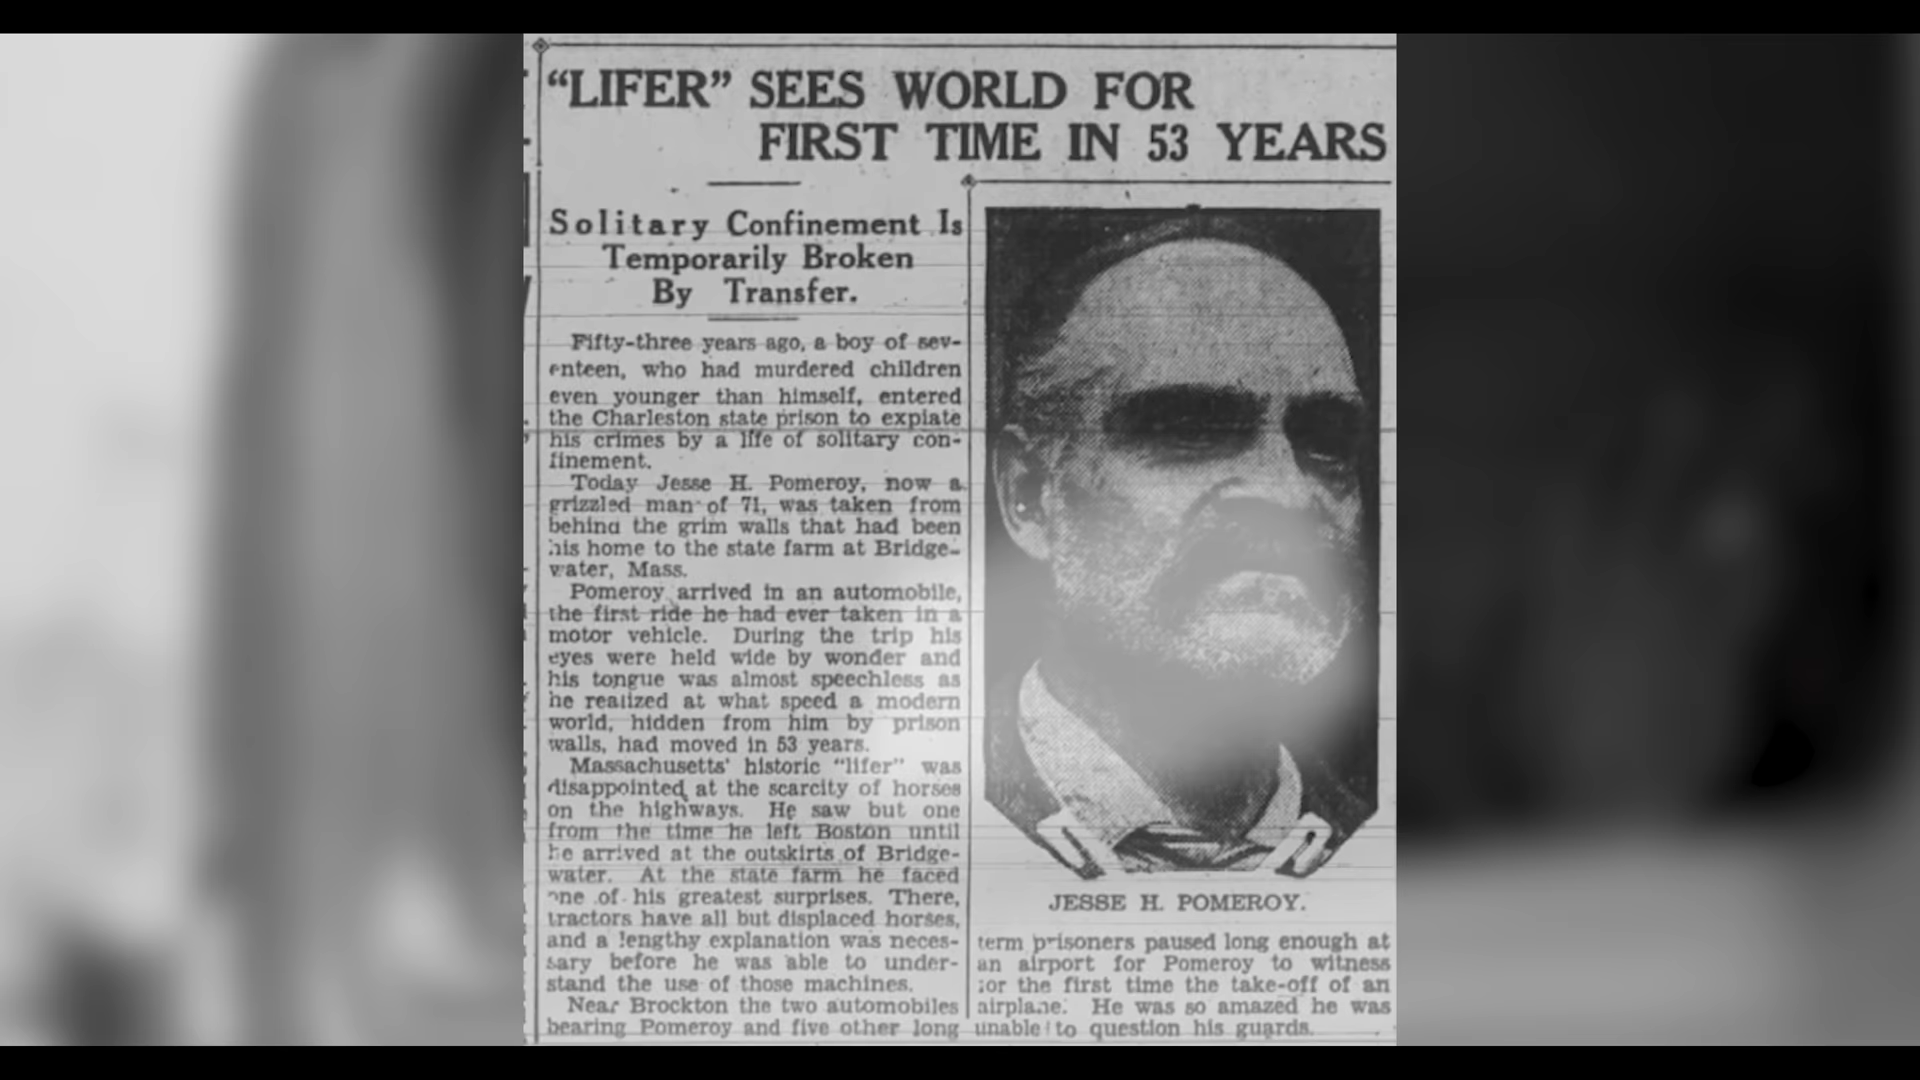 "LIFER" SEES WORLD FOR
FIRST TIME IN 53 YEARS
Solitary Confinement Is
Temporarily Broken
By Transfer.
Fifty-three years ago, a boy of sev-
enteen, who had murdered children
even younger than himself, entered
the Charleston state prison to expiate
his crimes by a life of solitary con-
finement.
Today Jesse H. Pomeroy, now a
grizzled man of 71, was taken from
behind the grim walls that had been
his home to the state farm at Bridge-
water, Mass.
Pomeroy arrived in an automobile,
the first ride he had ever taken in a
motor vehicle. During the trip his
eyes were held wide by wonder and
his tongue was almost speechless as
he realized at what speed a modern
world, hidden from him by prison
walls, had moved in 53 years.
Massachusetts' historic "lifer" was
disappointed at the scarcity of horses
on the highways. He saw but one
from the time he left Boston until
he arrived at the outskirts of Bridge-
water. At the state farm he faced
one of his greatest surprises. There,
tractors have all but displaced horses,
and a lengthy explanation was neces-
sary before he was able to under-
stand the use of those machines.
Near Brockton the two automobiles
bearing Pomeroy and five other long
JESSE H. POMEROY.
term prisoners paused long enough at
an airport for Pomeroy to witness
for the first time the take-off of an
airplane. He was so amazed he was
unable to question his guards.